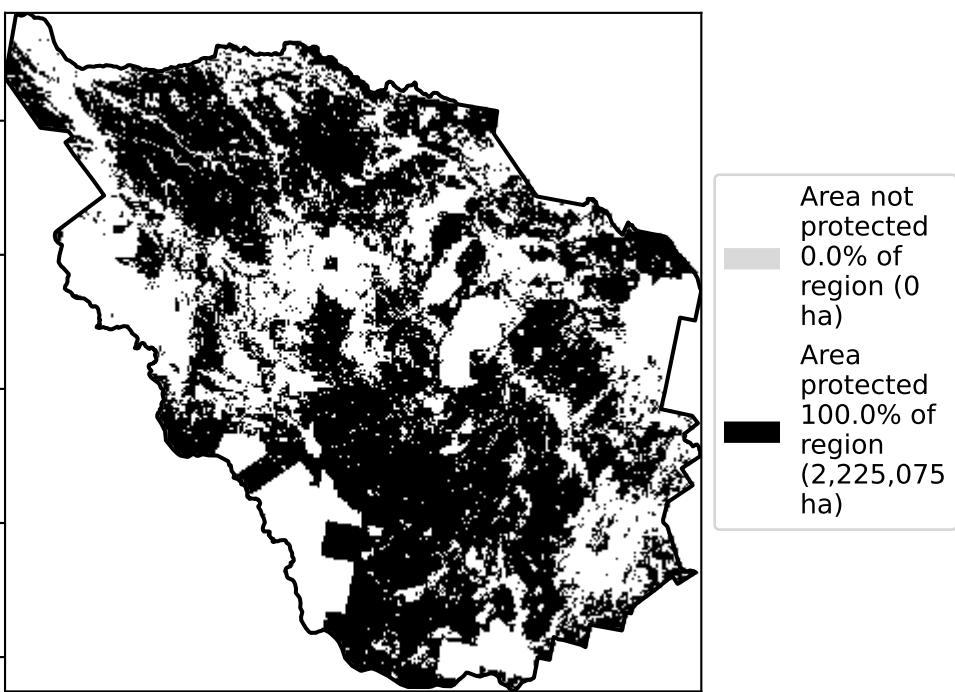 Area not
protected
0.0% of
region (0
ha)
Area
protected
100.0% of
region
(2,225,075
ha)